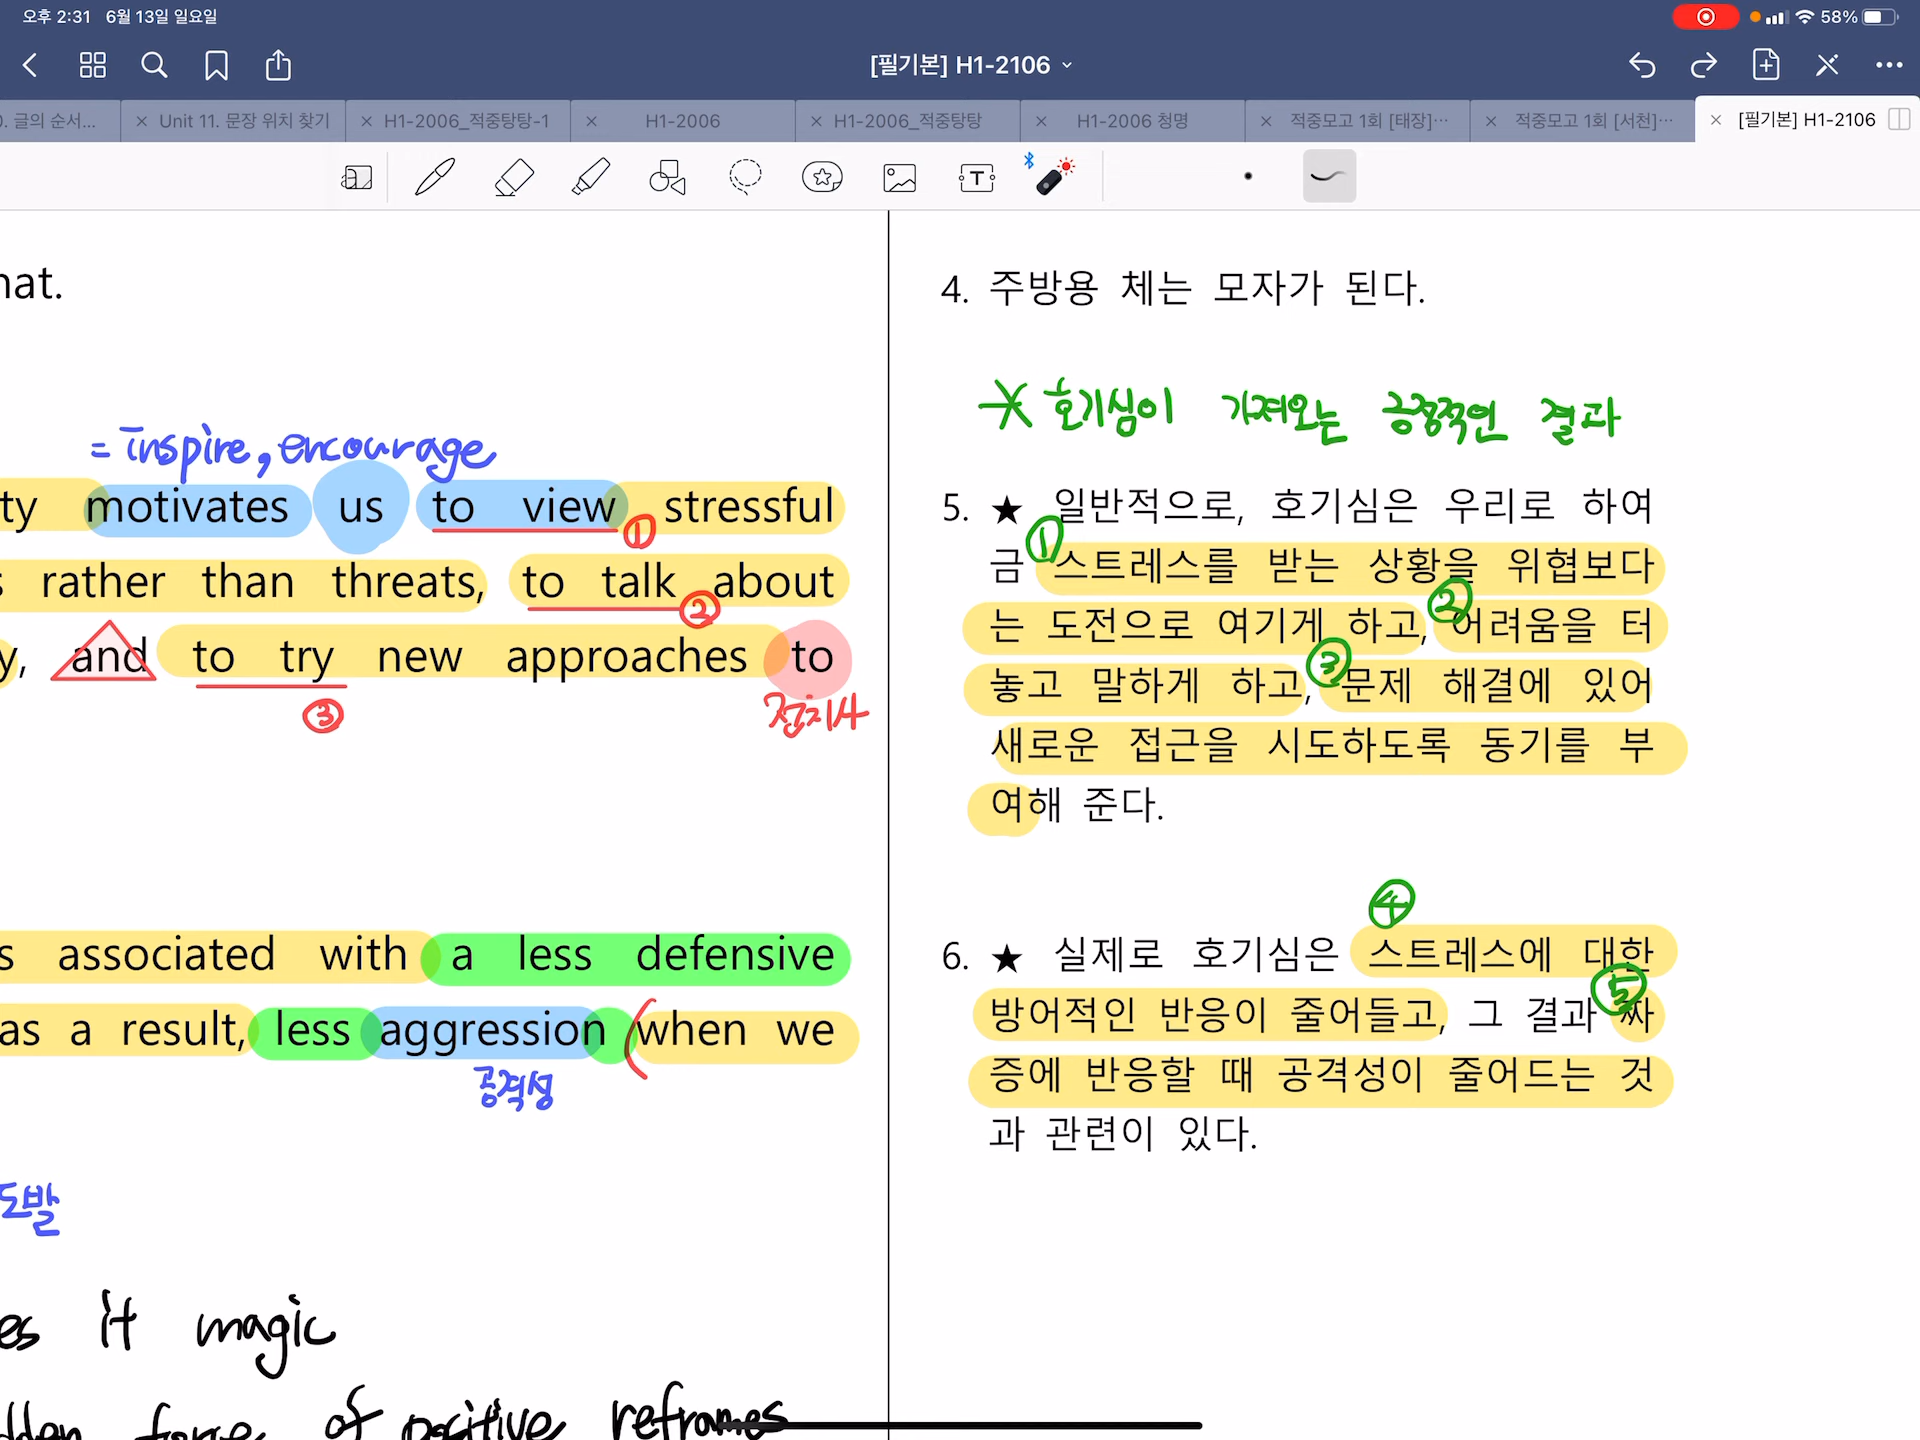 오후 2:31 6월 13일 일요일
58%
[필기본] H1-2106
글의 순서...
× Unit 11. 문장 위치 찾기
× H1-2006_적중탕탕-1
× H1-2006
× H1-2006_적중탕탕
× H1-2006 청명
× 적중모고 1회 [태장]...
× 적중모고 1회 [서천]...
× [필기본] H1-2106
hat.
= inspire, encourage
ty motivates us to view ① stressful
s rather than threats, to talk ② about
y, and to try new approaches to
③
전치사
s associated with a less defensive
as a result, less aggression (when we
공격성
도발
es it magic
dden force of positive reframes
4. 주방용 체는 모자가 된다.
* 호기심이 가져오는 긍정적인 결과
5. ★ 일반적으로, 호기심은 우리로 하여
금 ① 스트레스를 받는 상황을 위협보다
는 도전으로 여기게 하고, ② 어려움을 터
놓고 말하게 하고, ③ 문제 해결에 있어
새로운 접근을 시도하도록 동기를 부
여해 준다.
④
6. ★ 실제로 호기심은 스트레스에 대한
방어적인 반응이 줄어들고, 그 결과 ⑤ 짜
증에 반응할 때 공격성이 줄어드는 것
과 관련이 있다.